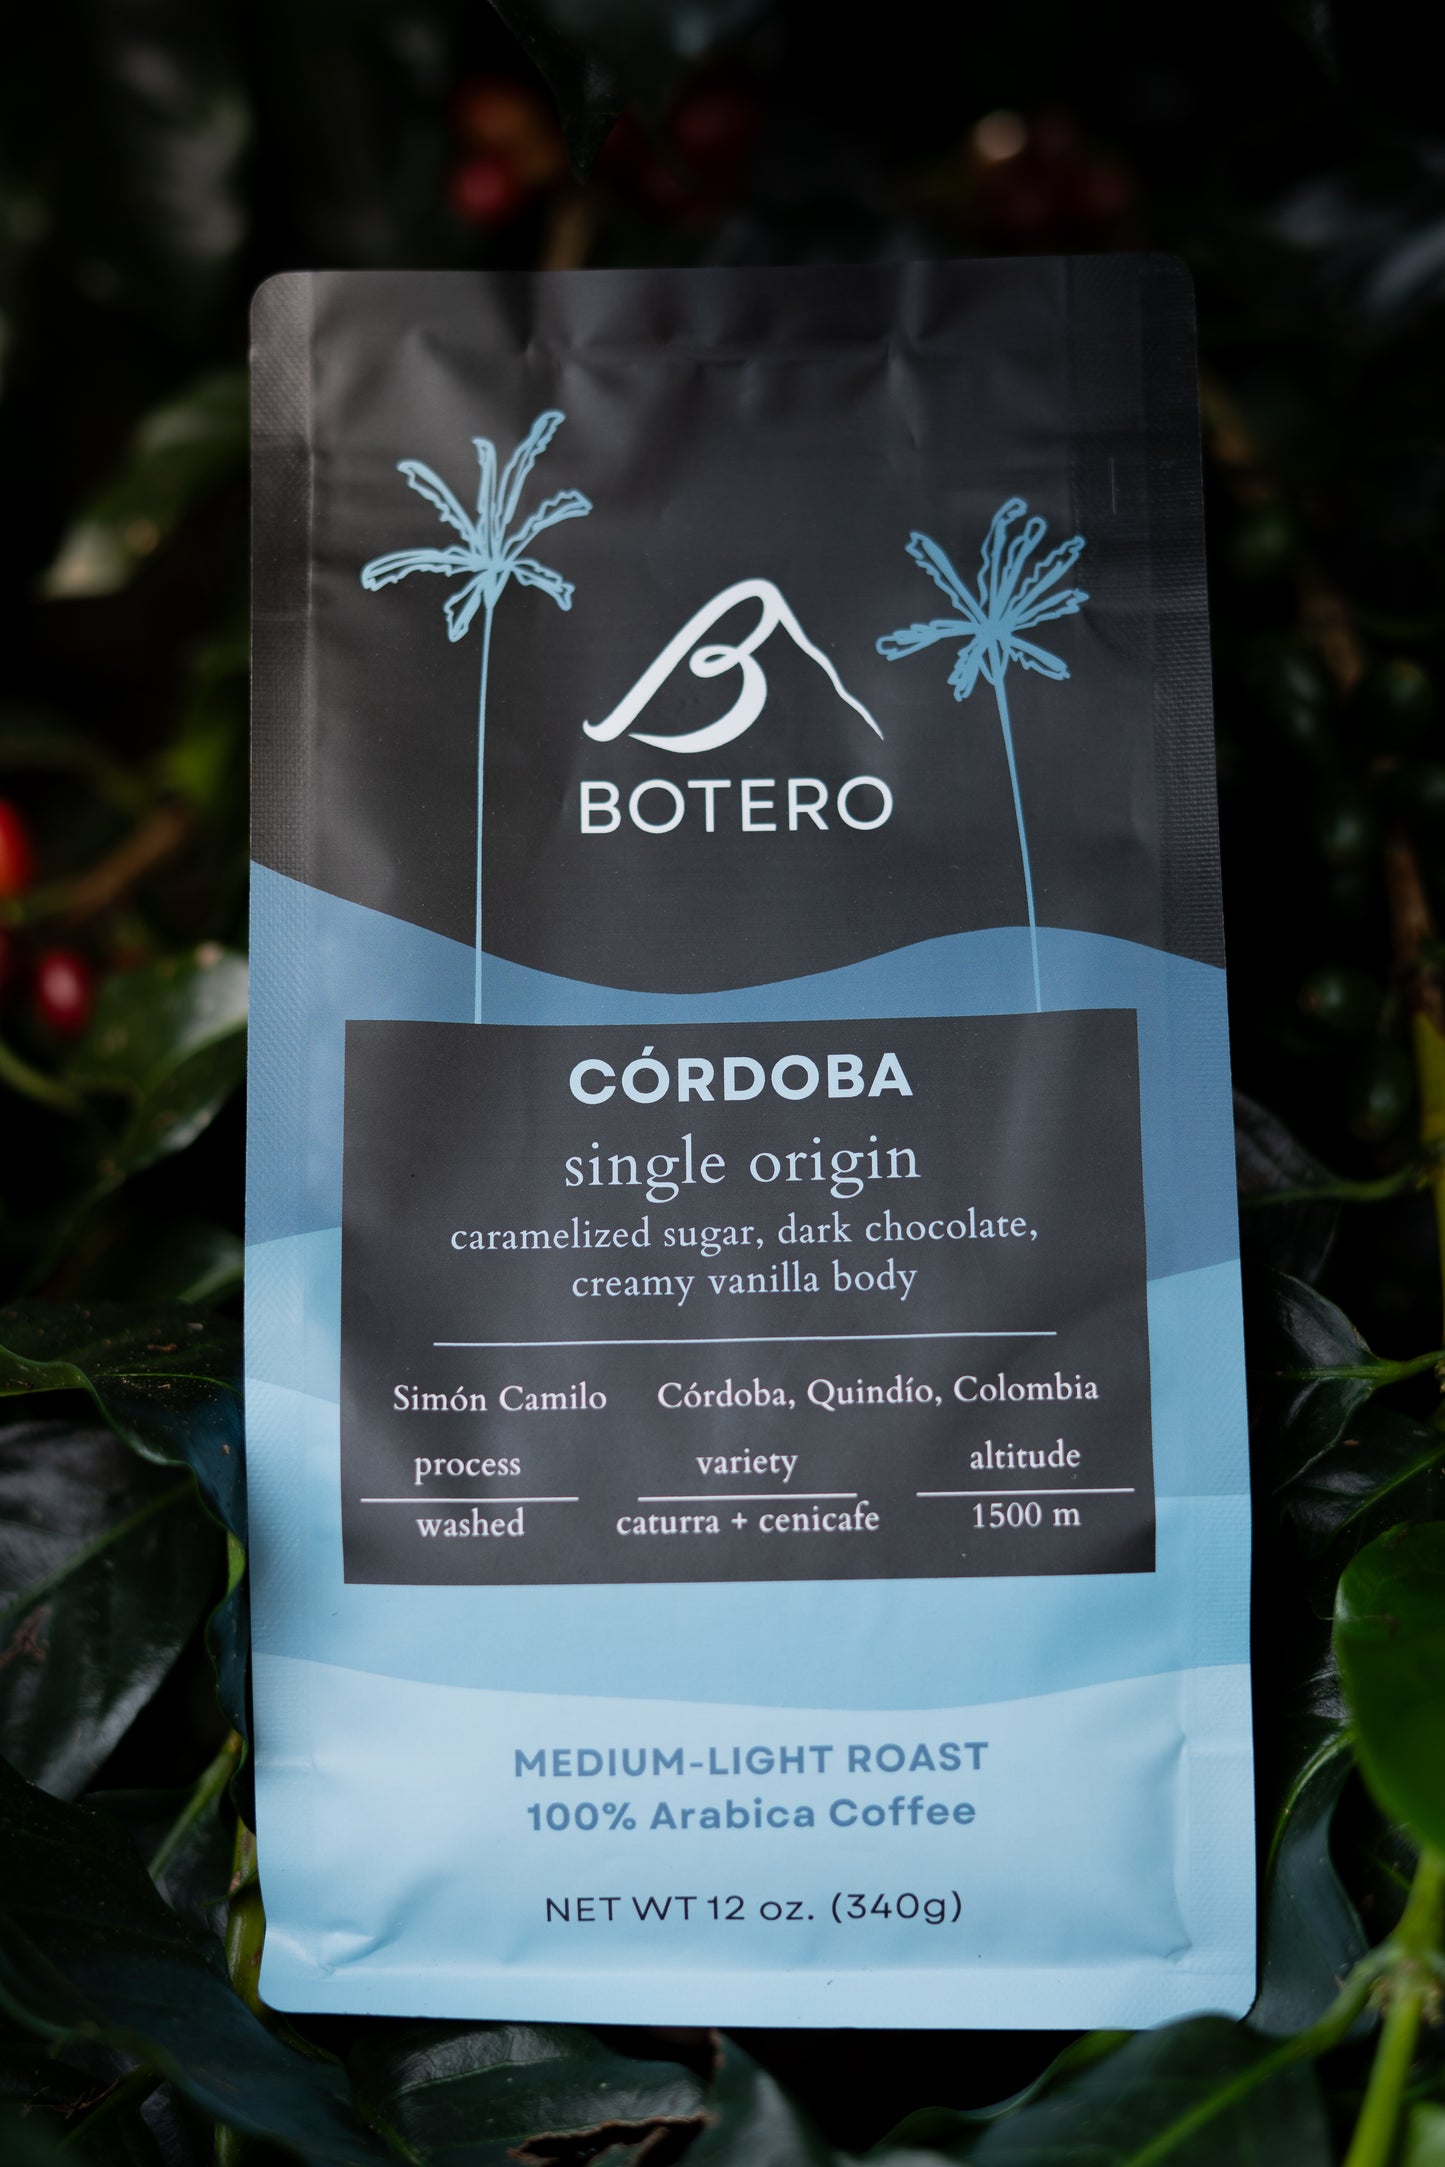 BOTERO
CÓRDOBA
single origin
caramelized sugar, dark chocolate,
creamy vanilla body
Simón Camilo Córdoba, Quindío, Colombia
process variety altitude
washed caturra + cenicafe 1500 m
MEDIUM-LIGHT ROAST
100% Arabica Coffee
NET WT 12 oz. (340g)